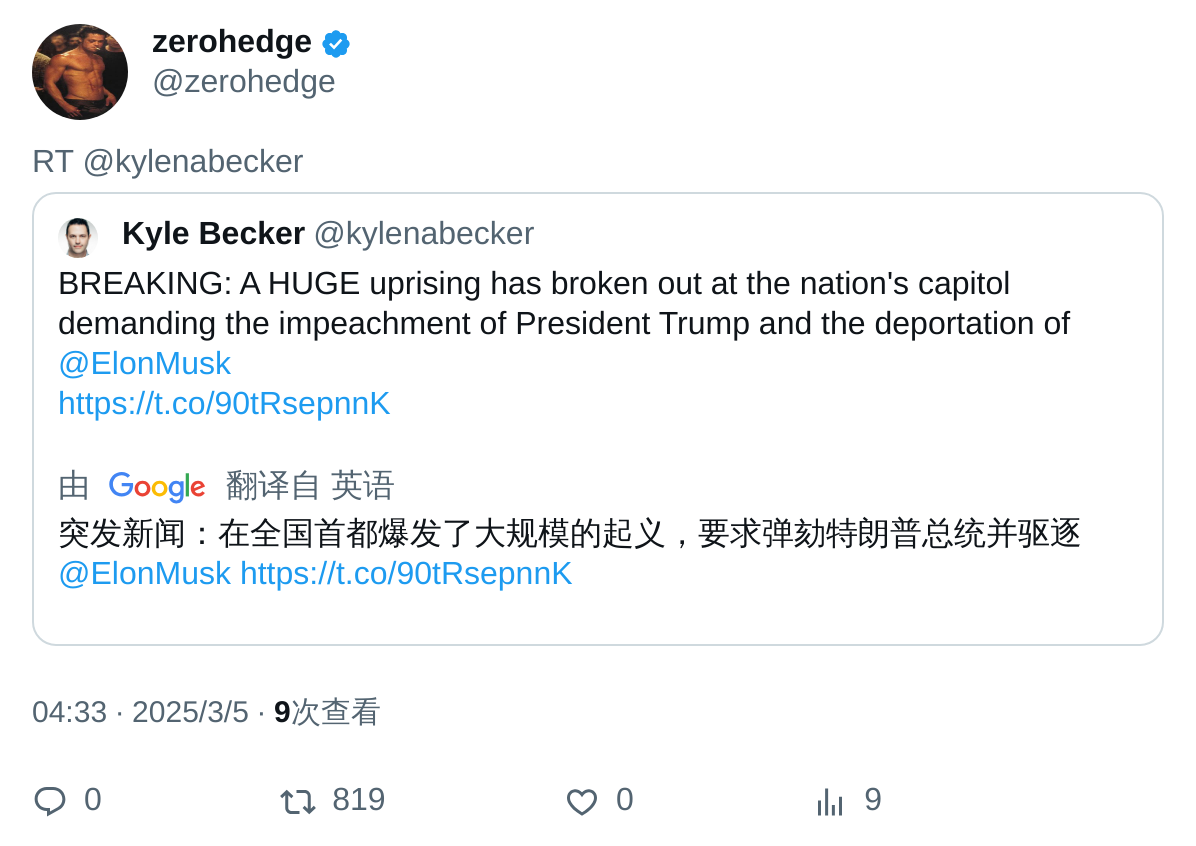 zerohedge
@zerohedge
RT @kylenabecker
Kyle Becker @kylenabecker
BREAKING: A HUGE uprising has broken out at the nation's capitol
demanding the impeachment of President Trump and the deportation of
@ElonMusk
https://t.co/90tRsepnnK
由 Google 翻译自 英语
突发新闻：在全国首都爆发了大规模的起义，要求弹劾特朗普总统并驱逐
@ElonMusk https://t.co/90tRsepnnK
04:33 · 2025/3/5 · 9次查看
0 819 0 9